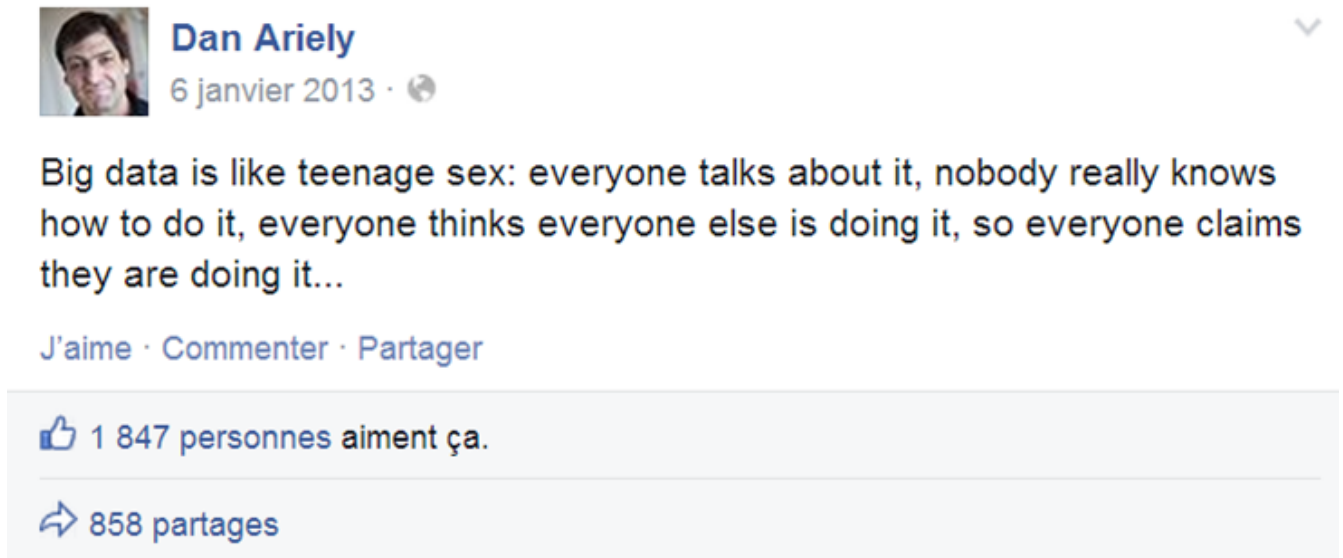 Dan Ariely
6 janvier 2013 ·
Big data is like teenage sex: everyone talks about it, nobody really knows
how to do it, everyone thinks everyone else is doing it, so everyone claims
they are doing it...
J'aime · Commenter · Partager
1 847 personnes aiment ça.
858 partages